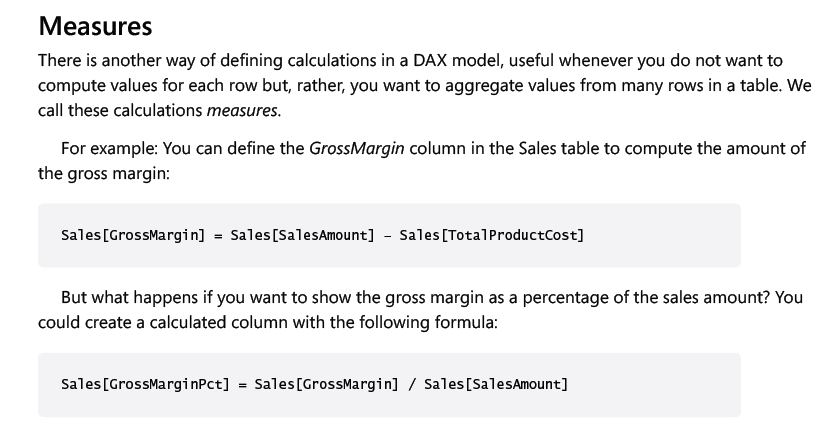 Measures
There is another way of defining calculations in a DAX model, useful whenever you do not want to
compute values for each row but, rather, you want to aggregate values from many rows in a table. We
call these calculations measures.
For example: You can define the GrossMargin column in the Sales table to compute the amount of
the gross margin:
Sales[GrossMargin] = Sales[SalesAmount] – Sales[TotalProductCost]
But what happens if you want to show the gross margin as a percentage of the sales amount? You
could create a calculated column with the following formula:
Sales[GrossMarginPct] = Sales[GrossMargin] / Sales[SalesAmount]